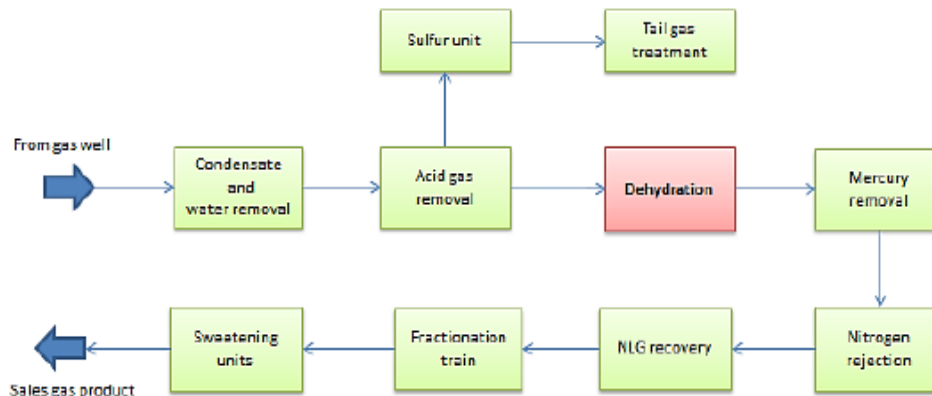 Sulfur unit
Tail gas
treatment
From gas well
Condensate
and
water removal
Acid gas
removal
Dehydration
Mercury
removal
Sweetening
units
Fractionation
train
NLG recovery
Nitrogen
rejection
Sales gas product